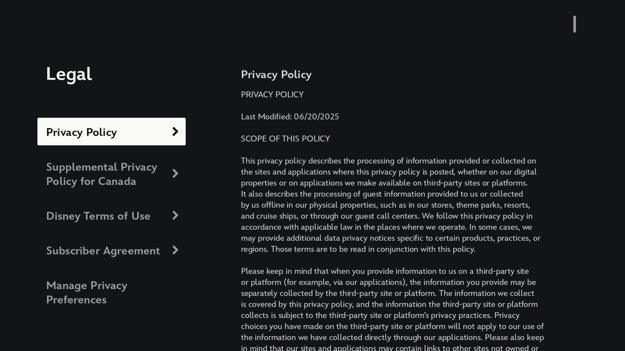 Legal
Privacy Policy
Supplemental Privacy
Policy for Canada
Disney Terms of Use
Subscriber Agreement
Manage Privacy
Preferences
Privacy Policy
PRIVACY POLICY
Last Modified: 06/20/2025
SCOPE OF THIS POLICY
This privacy policy describes the processing of information provided or collected on
the sites and applications where this privacy policy is posted, whether on our digital
properties or on applications we make available on third-party sites or platforms.
It also describes the processing of guest information provided to us or collected
by us offline in our physical properties, such as in our stores, theme parks, resorts,
and cruise ships, or through our guest call centers. We follow this privacy policy in
accordance with applicable law in the places where we operate. In some cases, we
may provide additional data privacy notices specific to certain products, practices, or
regions. Those terms are to be read in conjunction with this policy.
Please keep in mind that when you provide information to us on a third-party site
or platform (for example, via our applications), the information you provide may be
separately collected by the third-party site or platform. The information we collect
is covered by this privacy policy, and the information the third-party site or platform
collects is subject to the third-party site or platform's privacy practices. Privacy
choices you have made on the third-party site or platform will not apply to our use of
the information we have collected directly through our applications. Please also keep
in mind that our sites and applications may contain links to other sites not owned or